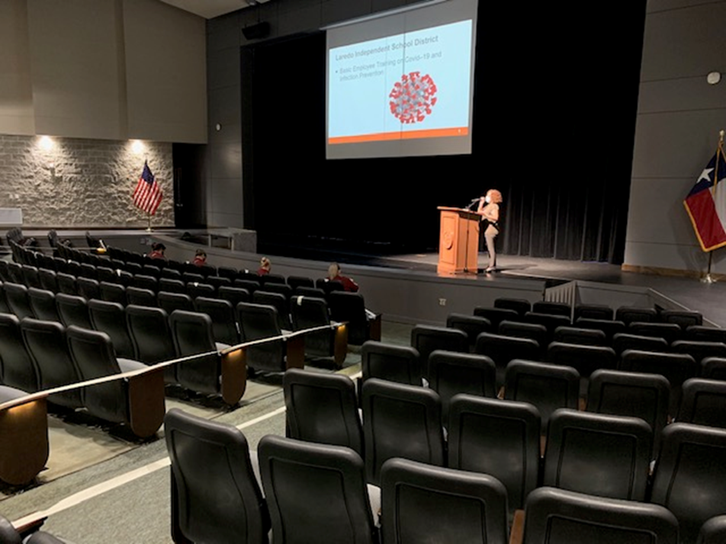 Laredo Independent School District
• Basic Employee Training on Covid-19 and
Infection Prevention